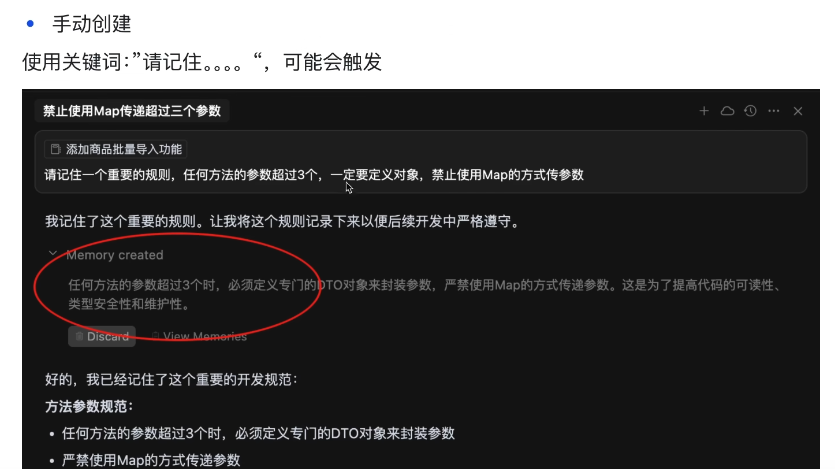 手动创建
使用关键词：”请记住。。。。“，可能会触发
禁止使用Map传递超过三个参数
添加商品批量导入功能
请记住一个重要的规则，任何方法的参数超过3个，一定要定义对象，禁止使用Map的方式传参数
我记住了这个重要的规则。让我将这个规则记录下来以便后续开发中严格遵守。
Memory created
任何方法的参数超过3个时，必须定义专门的DTO对象来封装参数，严禁使用Map的方式传递参数。这是为了提高代码的可读性、
类型安全性和维护性。
Discard View Memories
好的，我已经记住了这个重要的开发规范：
方法参数规范：
• 任何方法的参数超过3个时，必须定义专门的DTO对象来封装参数
• 严禁使用Map的方式传递参数